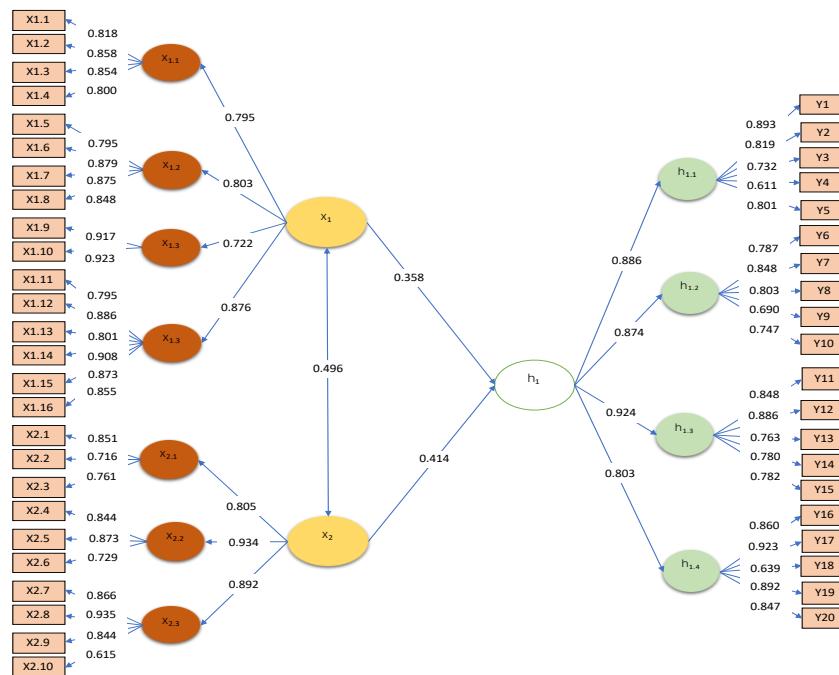 X1.1
X1.2
X1.3
X1.4
0.818
0.858
0.854
0.800
x₁.₁
X1.5
X1.6
X1.7
X1.8
0.795
0.879
0.875
0.848
x₁.₂
X1.9
X1.10
0.917
0.923
x₁.₃
X1.11
X1.12
X1.13
X1.14
X1.15
X1.16
0.795
0.886
0.801
0.908
0.873
0.855
x₁.₃
X2.1
X2.2
X2.3
0.851
0.716
0.761
x₂.₁
X2.4
X2.5
X2.6
0.844
0.873
0.729
x₂.₂
X2.7
X2.8
X2.9
X2.10
0.866
0.935
0.844
0.615
x₂.₃
0.795
0.803
0.722
0.876
x₁
0.496
0.805
0.934
0.892
x₂
0.358
0.414
h₁
0.886
0.874
0.924
0.803
h₁.₁
0.893
0.819
0.732
0.611
0.801
Y1
Y2
Y3
Y4
Y5
h₁.₂
0.787
0.848
0.803
0.690
0.747
Y6
Y7
Y8
Y9
Y10
h₁.₃
0.848
0.886
0.763
0.780
0.782
Y11
Y12
Y13
Y14
Y15
h₁.₄
0.860
0.923
0.639
0.892
0.847
Y16
Y17
Y18
Y19
Y20